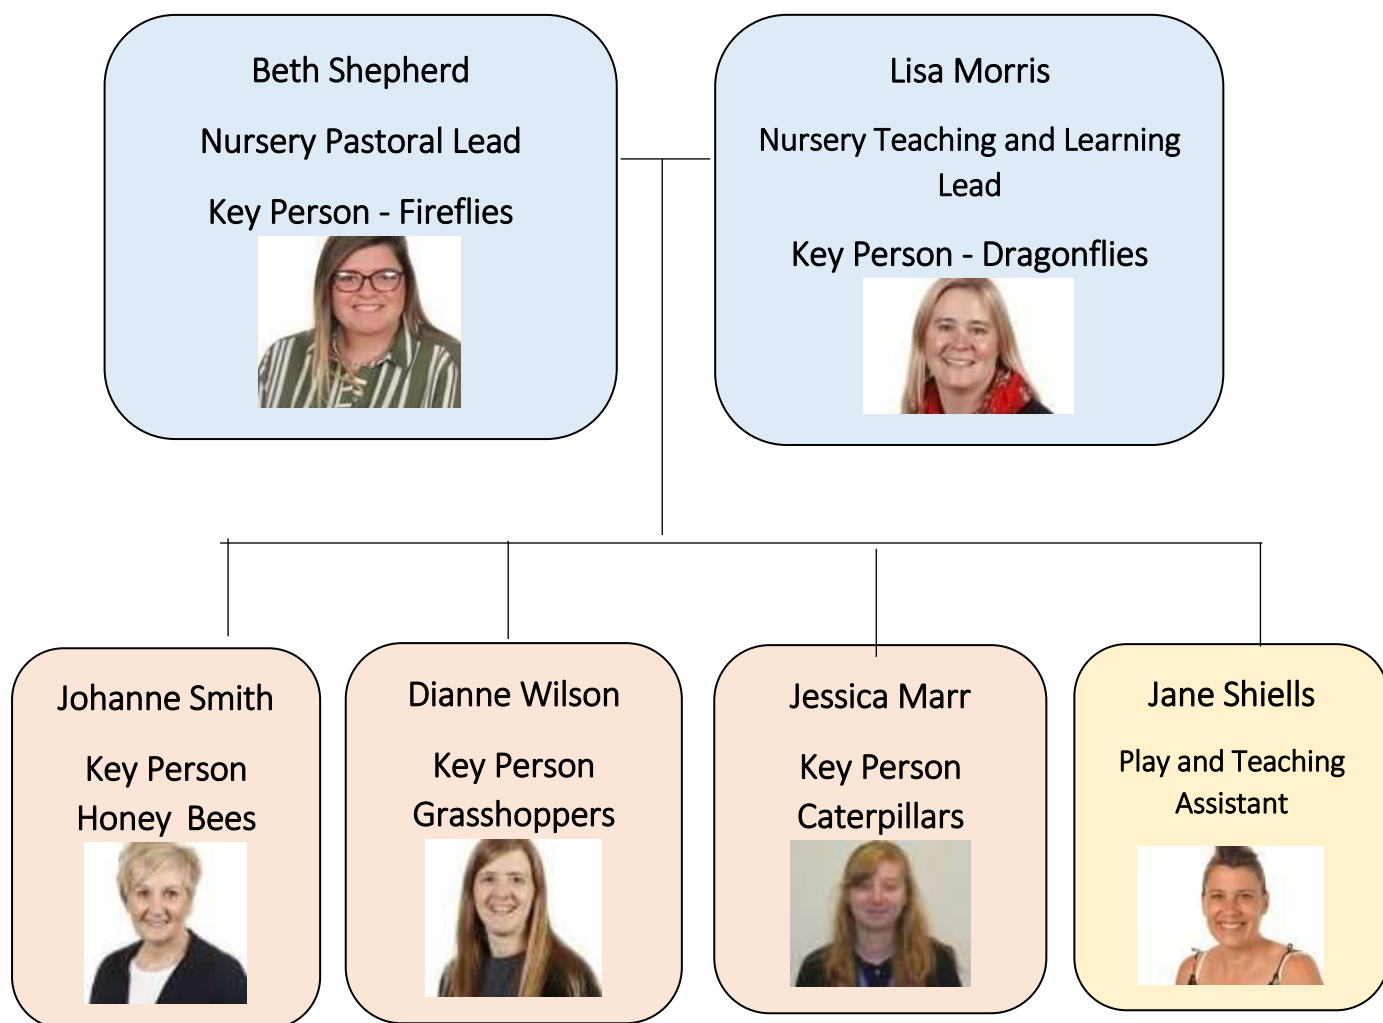 Beth Shepherd
Nursery Pastoral Lead
Key Person - Fireflies
Lisa Morris
Nursery Teaching and Learning
Lead
Key Person - Dragonflies
Johanne Smith
Key Person
Honey Bees
Dianne Wilson
Key Person
Grasshoppers
Jessica Marr
Key Person
Caterpillars
Jane Shiells
Play and Teaching
Assistant